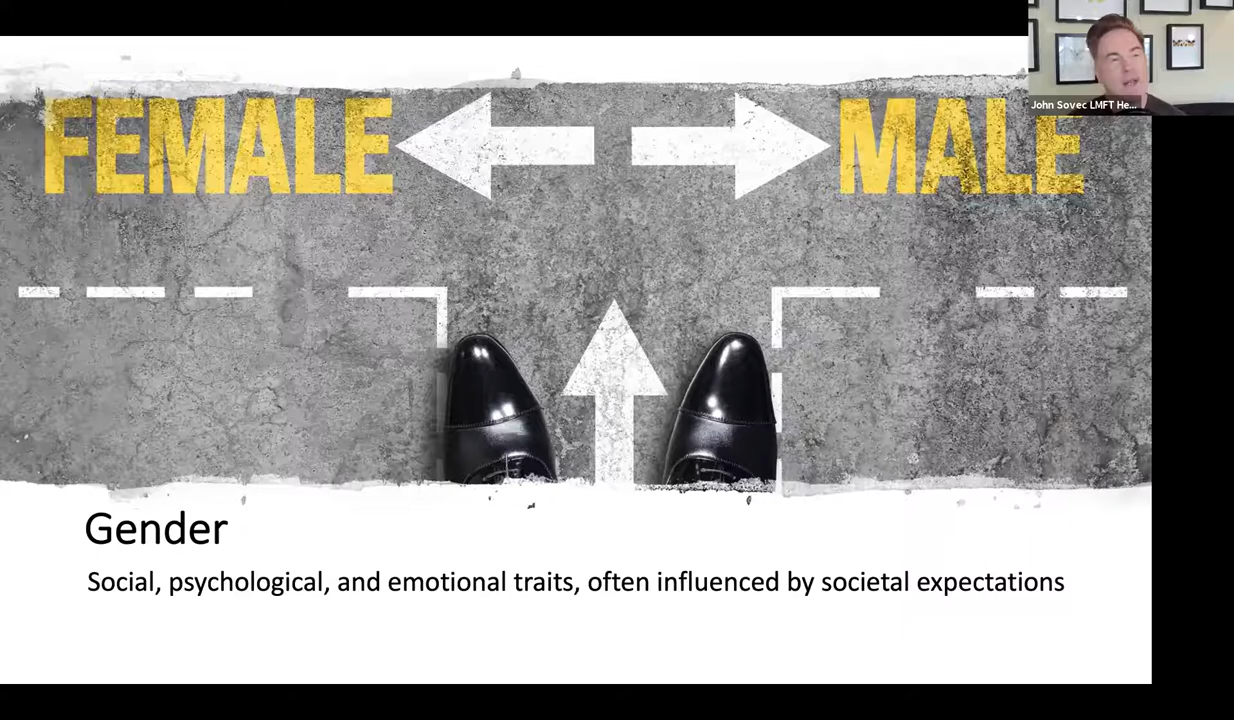 FEMALE
MALE
John Sovec LMFT He...
Gender
Social, psychological, and emotional traits, often influenced by societal expectations